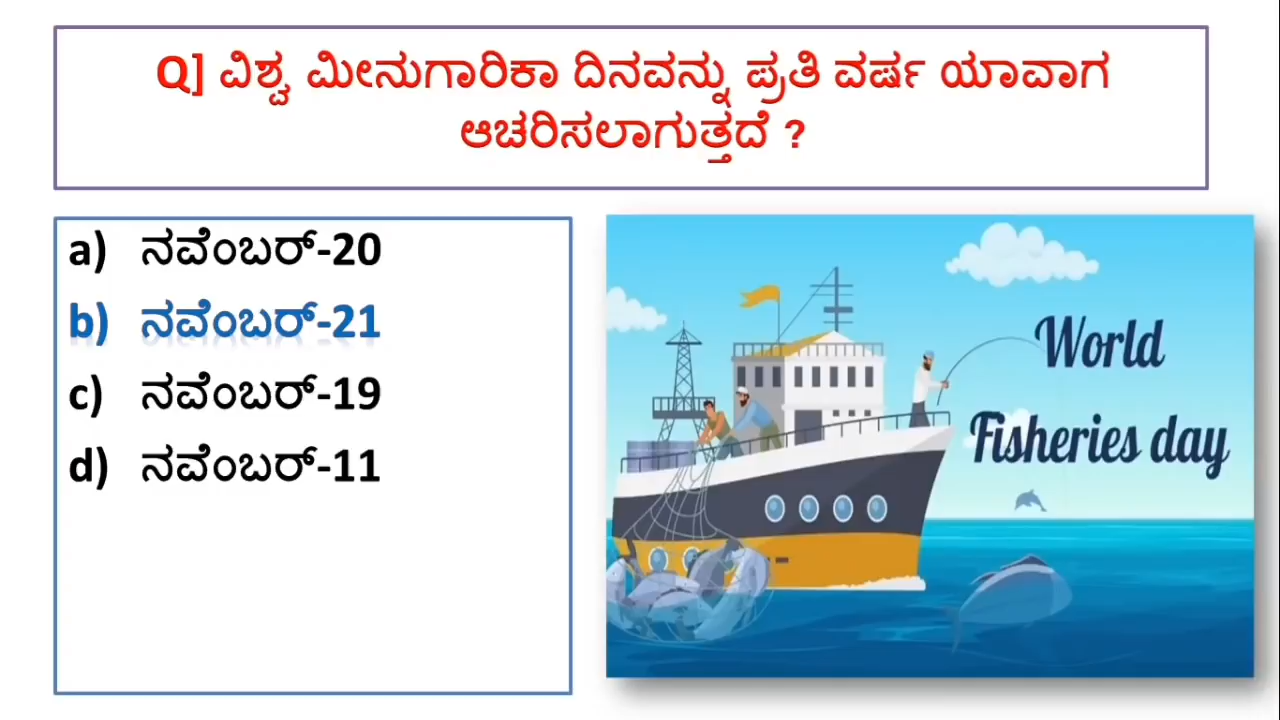 Q] ವಿಶ್ವ ಮೀನುಗಾರಿಕಾ ದಿನವನ್ನು ಪ್ರತಿ ವರ್ಷ ಯಾವಾಗ
ಆಚರಿಸಲಾಗುತ್ತದೆ ?
a) ನವೆಂಬರ್-20
b) ನವೆಂಬರ್-21
c) ನವೆಂಬರ್-19
d) ನವೆಂಬರ್-11
World
Fisheries day